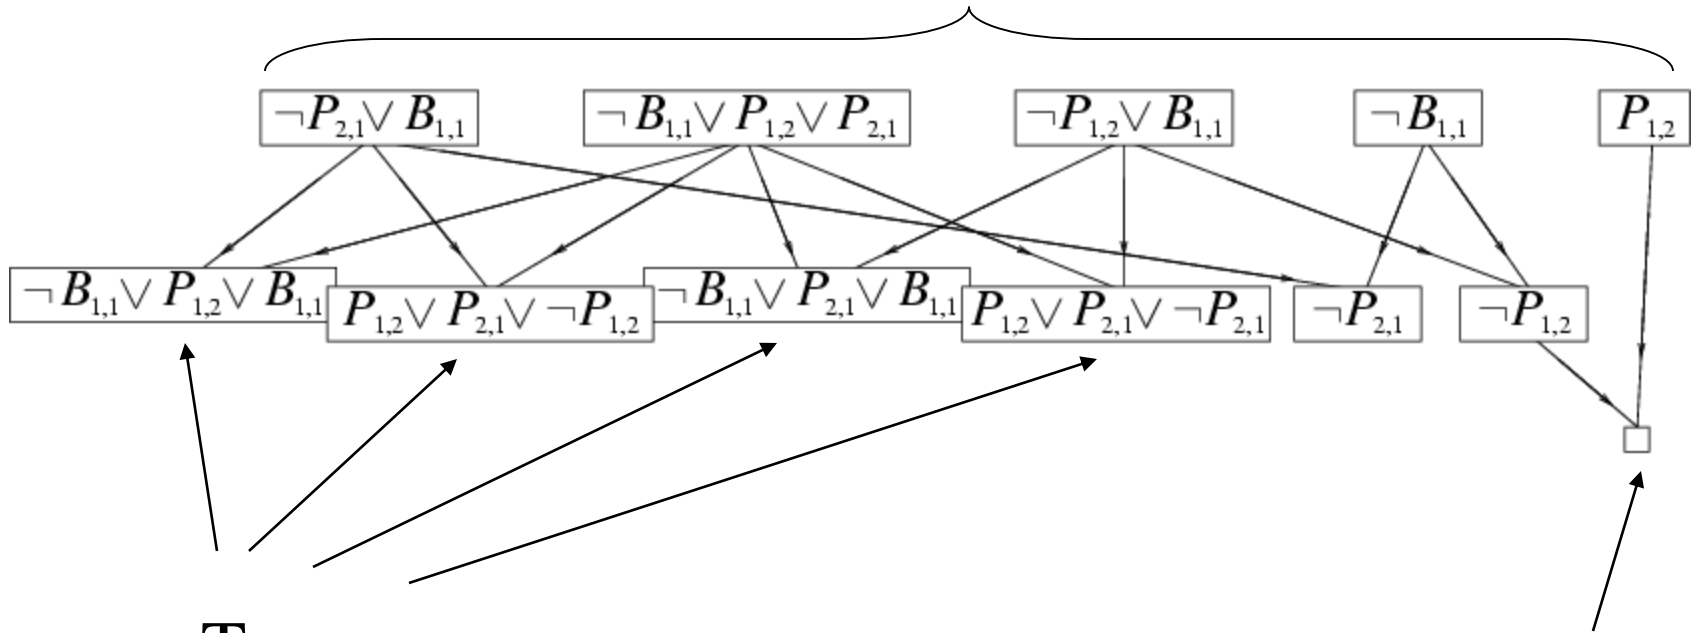 ¬P2,1∨ B1,1 ¬B1,1∨ P1,2∨ P2,1 ¬P1,2∨ B1,1 ¬B1,1 P1,2
¬B1,1∨ P1,2∨ B1,1 P1,2∨ P2,1∨ ¬P1,2 ¬B1,1∨ P2,1∨ B1,1 P1,2∨ P2,1∨ ¬P2,1 ¬P2,1 ¬P1,2